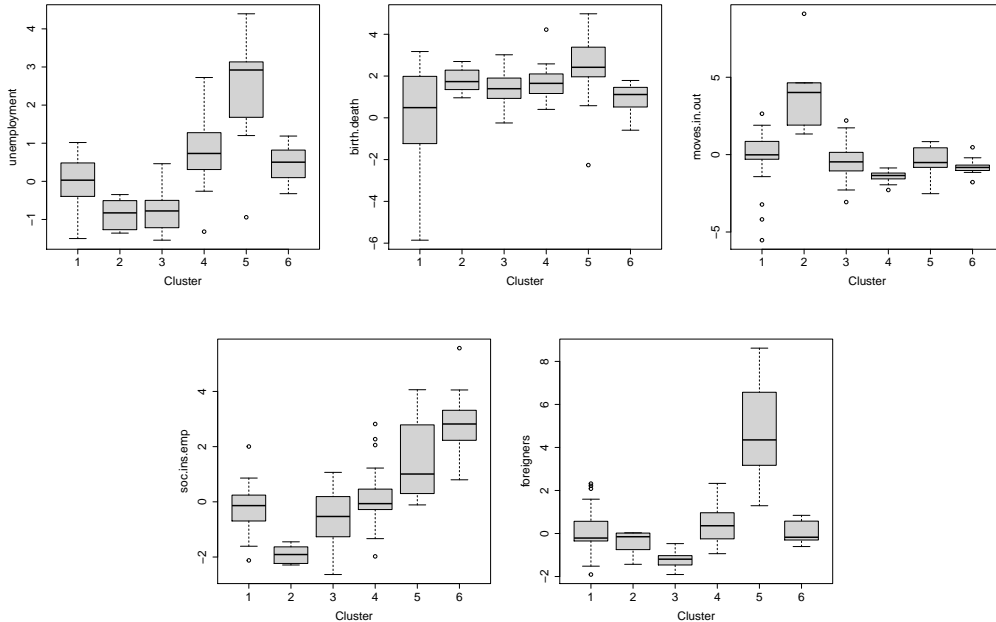 unemployment
4
3
2
1
0
−1
1 2 3 4 5 6
Cluster
birth.death
4
2
0
−2
−4
−6
1 2 3 4 5 6
Cluster
moves.in.out
5
0
−5
1 2 3 4 5 6
Cluster
soc.ins.emp
4
2
0
−2
1 2 3 4 5 6
Cluster
foreigners
8
6
4
2
0
−2
1 2 3 4 5 6
Cluster